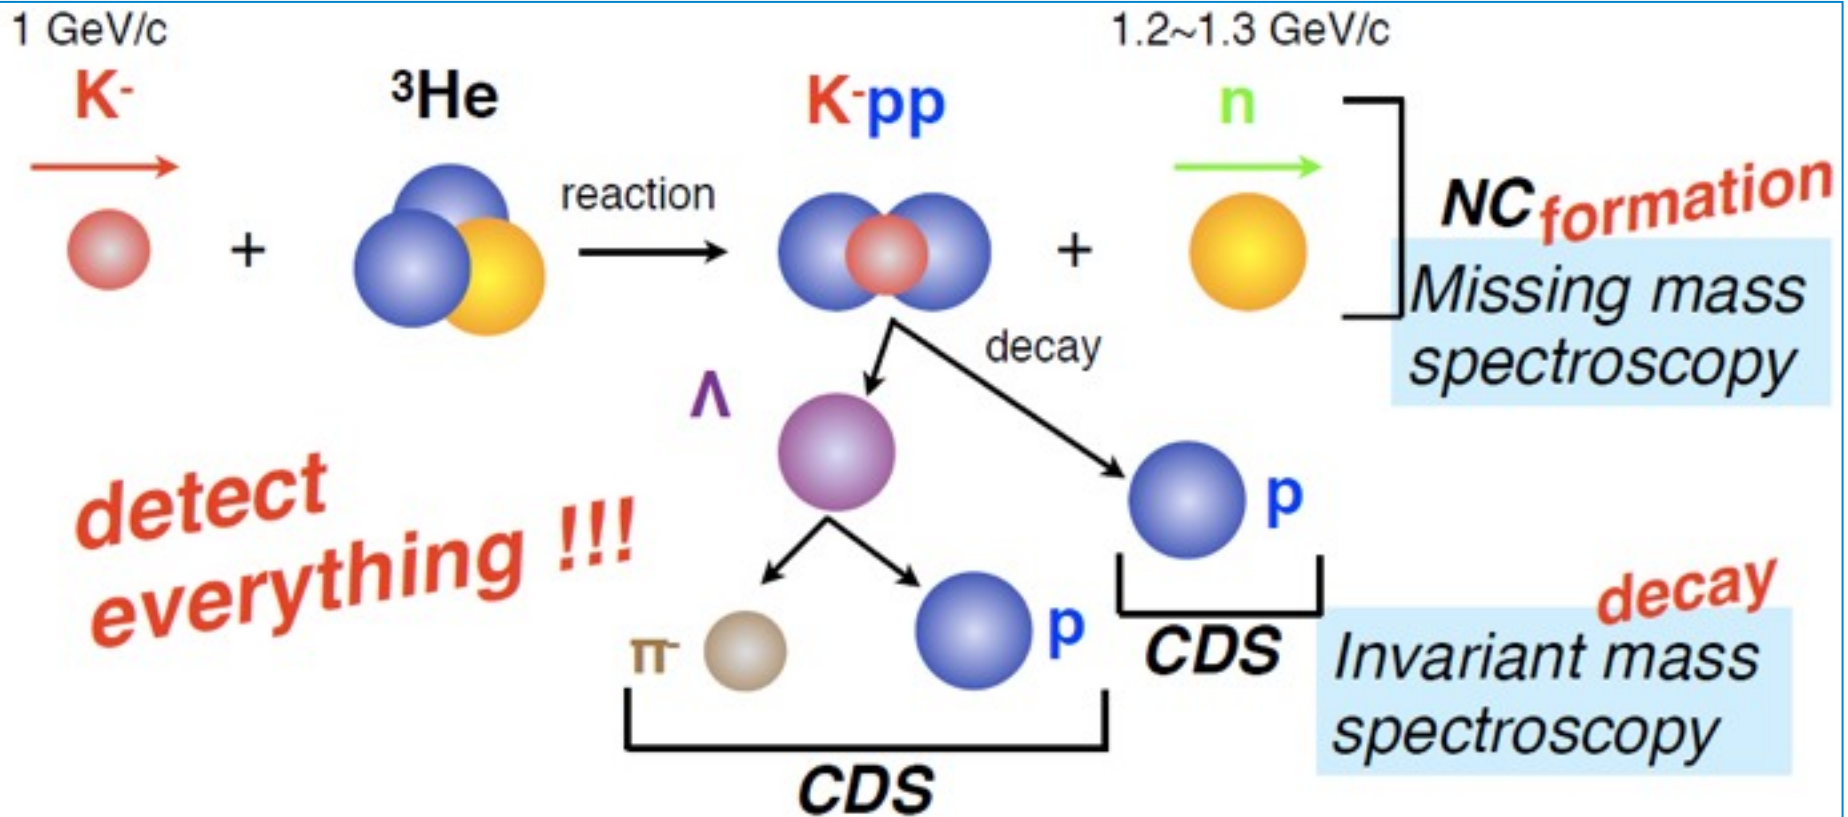 1 GeV/c
1.2~1.3 GeV/c
K-
³He
K-pp
n
reaction
+
+
NC formation
Missing mass
spectroscopy
decay
Λ
p
detect
everything !!!
π-
p
CDS
decay
Invariant mass
spectroscopy
CDS